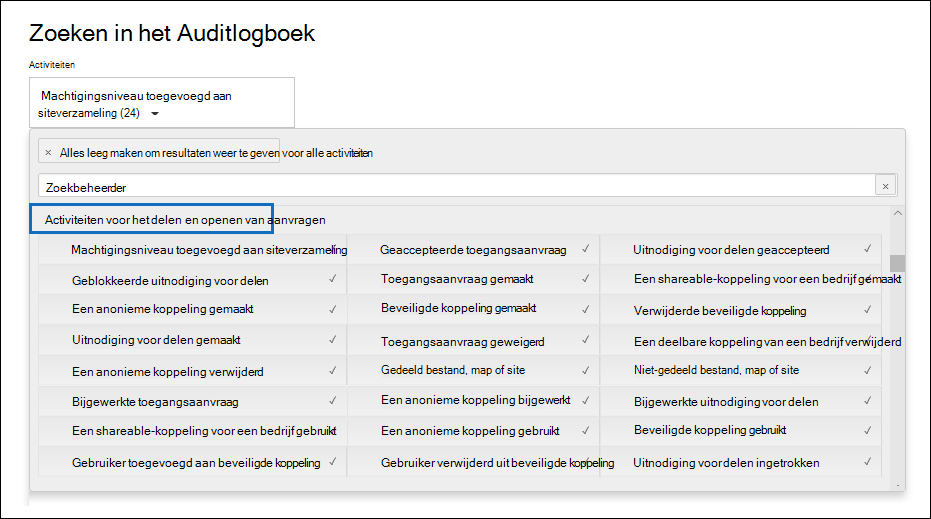 Zoeken in het Auditlogboek
Activiteiten
Machtigingsniveau toegevoegd aan
siteverzameling (24)
× Alles leeg maken om resultaten weer te geven voor alle activiteiten
Zoekbeheerder ×
Activiteiten voor het delen en openen van aanvragen
Machtigingsniveau toegevoegd aan siteverzameling Geaccepteerde toegangsaanvraag ✓ Uitnodiging voor delen geaccepteerd ✓
Geblokkeerde uitnodiging voor delen ✓ Toegangsaanvraag gemaakt ✓ Een shareable-koppeling voor een bedrijf gemaakt ✓
Een anonieme koppeling gemaakt ✓ Beveiligde koppeling gemaakt ✓ Verwijderde beveiligde koppeling ✓
Uitnodiging voor delen gemaakt ✓ Toegangsaanvraag geweigerd ✓ Een deelbare koppeling van een bedrijf verwijderd ✓
Een anonieme koppeling verwijderd ✓ Gedeeld bestand, map of site ✓ Niet-gedeeld bestand, map of site ✓
Bijgewerkte toegangsaanvraag ✓ Een anonieme koppeling bijgewerkt ✓ Bijgewerkte uitnodiging voor delen ✓
Een shareable-koppeling voor een bedrijf gebruikt Een anonieme koppeling gebruikt ✓ Beveiligde koppeling gebruikt ✓
Gebruiker toegevoegd aan beveiligde koppeling ✓ Gebruiker verwijderd uit beveiligde koppeling ✓ Uitnodiging voor delen ingetrokken ✓